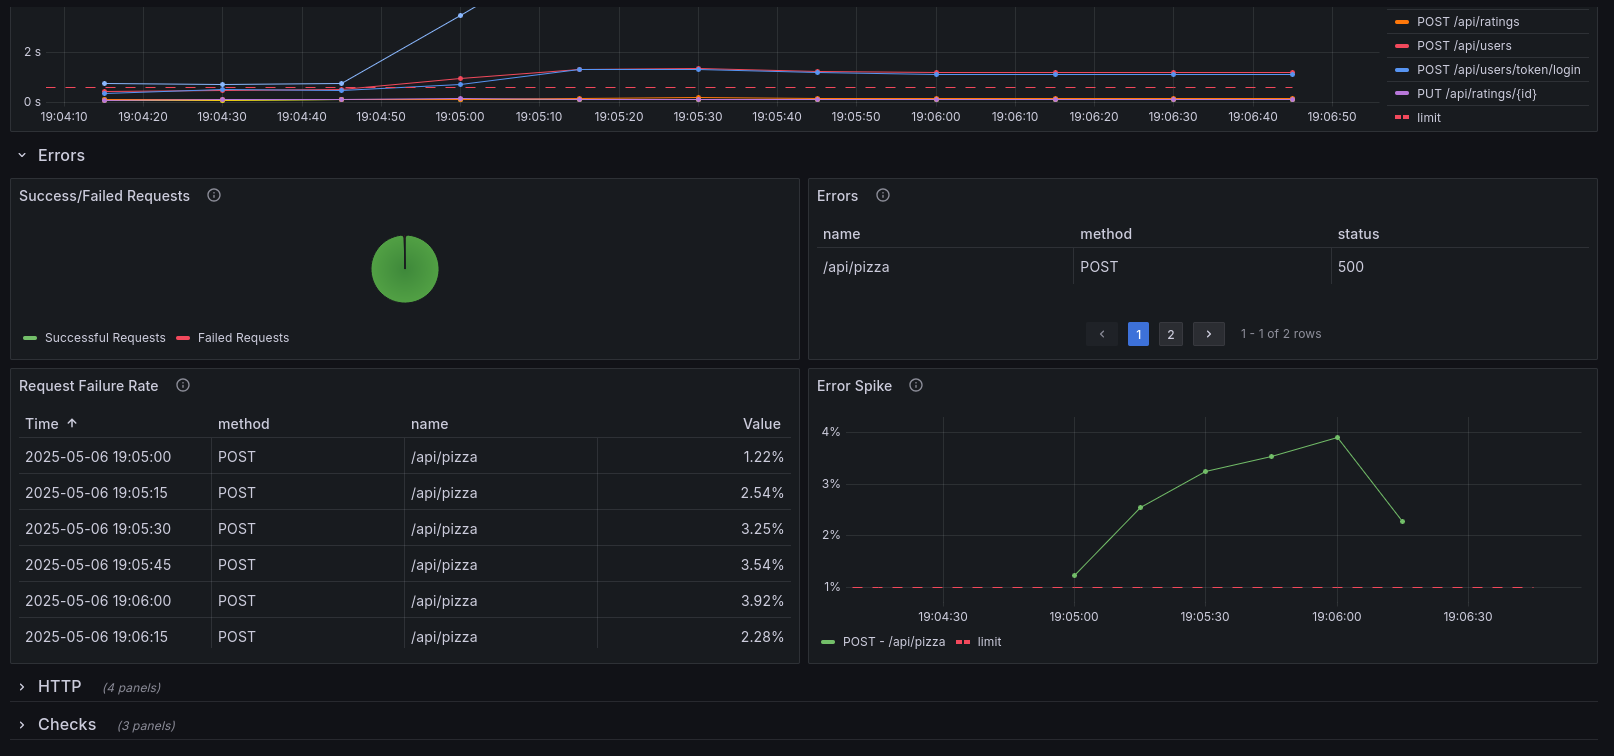 POST /api/ratings
POST /api/users
2 s
POST /api/users/token/login
PUT /api/ratings/{id}
0 s
19:04:10 19:04:20 19:04:30 19:04:40 19:04:50 19:05:00 19:05:10 19:05:20 19:05:30 19:05:40 19:05:50 19:06:00 19:06:10 19:06:20 19:06:30 19:06:40 19:06:50
limit
Errors
Success/Failed Requests
Successful Requests Failed Requests
Errors
name method status
/api/pizza POST 500
1 2 1 - 1 of 2 rows
Request Failure Rate
Time method name Value
2025-05-06 19:05:00 POST /api/pizza 1.22%
2025-05-06 19:05:15 POST /api/pizza 2.54%
2025-05-06 19:05:30 POST /api/pizza 3.25%
2025-05-06 19:05:45 POST /api/pizza 3.54%
2025-05-06 19:06:00 POST /api/pizza 3.92%
2025-05-06 19:06:15 POST /api/pizza 2.28%
Error Spike
4%
3%
2%
1%
19:04:30 19:05:00 19:05:30 19:06:00 19:06:30
POST - /api/pizza limit
HTTP (4 panels)
Checks (3 panels)